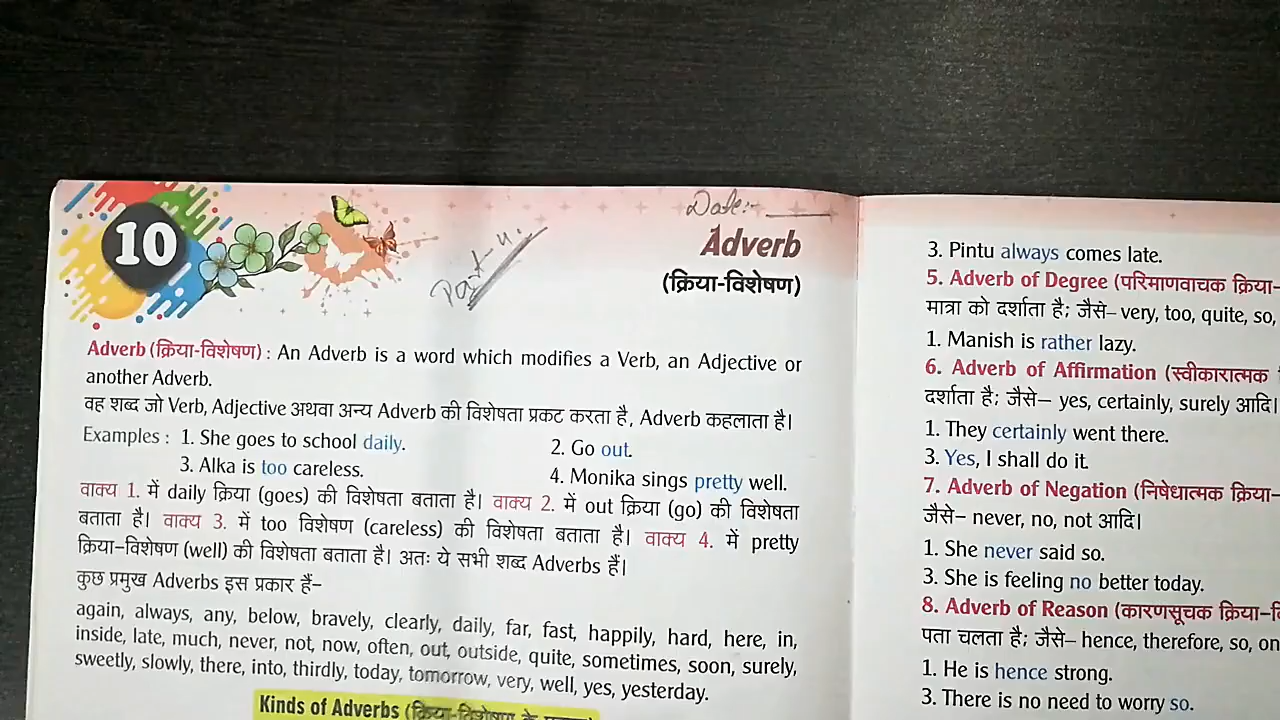 10
Date:-
Part-4.
Adverb
(क्रिया-विशेषण)
Adverb (क्रिया-विशेषण) : An Adverb is a word which modifies a Verb, an Adjective or
another Adverb.
वह शब्द जो Verb, Adjective अथवा अन्य Adverb की विशेषता प्रकट करता है, Adverb कहलाता है।
Examples : 1. She goes to school daily. 2. Go out.
3. Alka is too careless. 4. Monika sings pretty well.
वाक्य 1. में daily क्रिया (goes) की विशेषता बताता है। वाक्य 2. में out क्रिया (go) की विशेषता
बताता है। वाक्य 3. में too विशेषण (careless) की विशेषता बताता है। वाक्य 4. में pretty
क्रिया-विशेषण (well) की विशेषता बताता है। अतः ये सभी शब्द Adverbs हैं।
कुछ प्रमुख Adverbs इस प्रकार हैं–
again, always, any, below, bravely, clearly, daily, far, fast, happily, hard, here, in,
inside, late, much, never, not, now, often, out, outside, quite, sometimes, soon, surely,
sweetly, slowly, there, into, thirdly, today, tomorrow, very, well, yes, yesterday.
Kinds of Adverbs
3. Pintu always comes late.
5. Adverb of Degree (परिमाणवाचक क्रिया-
मात्रा को दर्शाता है; जैसे– very, too, quite, so,
1. Manish is rather lazy.
6. Adverb of Affirmation (स्वीकारात्मक
दर्शाता है; जैसे– yes, certainly, surely आदि।
1. They certainly went there.
3. Yes, I shall do it.
7. Adverb of Negation (निषेधात्मक क्रिया-
जैसे– never, no, not आदि।
1. She never said so.
3. She is feeling no better today.
8. Adverb of Reason (कारणसूचक क्रिया-
पता चलता है; जैसे– hence, therefore, so, on
1. He is hence strong.
3. There is no need to worry so.